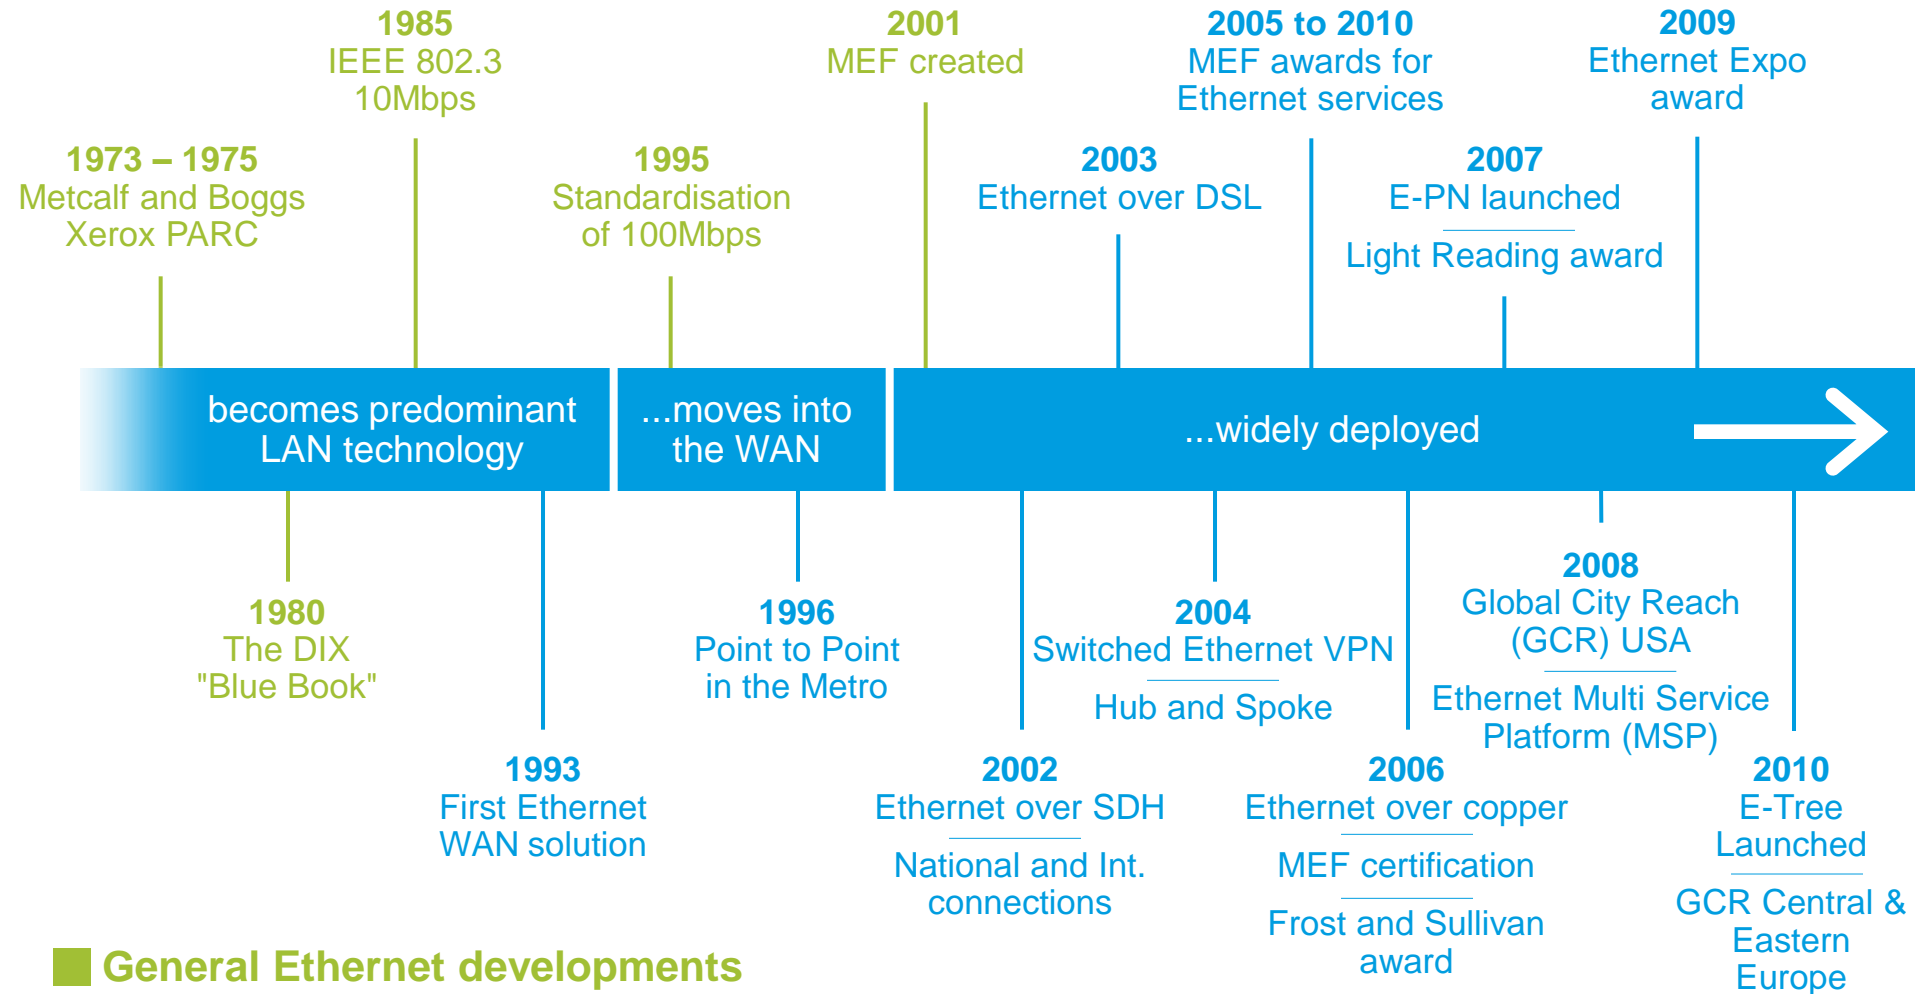 1985
IEEE 802.3
10Mbps
2001
MEF created
2005 to 2010
MEF awards for
Ethernet services
2009
Ethernet Expo
award
1973 – 1975
Metcalf and Boggs
Xerox PARC
1995
Standardisation
of 100Mbps
2003
Ethernet over DSL
2007
E-PN launched
Light Reading award
becomes predominant
LAN technology
...moves into
the WAN
...widely deployed
1980
The DIX
"Blue Book"
1993
First Ethernet
WAN solution
1996
Point to Point
in the Metro
2002
Ethernet over SDH
National and Int.
connections
2004
Switched Ethernet VPN
Hub and Spoke
2006
Ethernet over copper
MEF certification
Frost and Sullivan
award
2008
Global City Reach
(GCR) USA
Ethernet Multi Service
Platform (MSP)
2010
E-Tree
Launched
GCR Central &
Eastern
Europe
General Ethernet developments